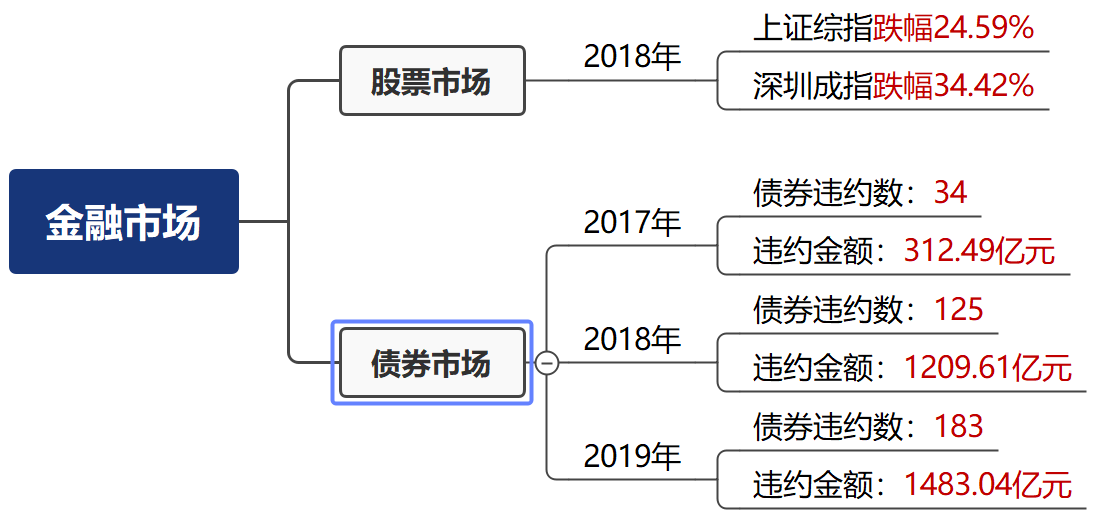 金融市场
股票市场
2018年
上证综指跌幅24.59%
深圳成指跌幅34.42%
债券市场
2017年
债券违约数：34
违约金额：312.49亿元
2018年
债券违约数：125
违约金额：1209.61亿元
2019年
债券违约数：183
违约金额：1483.04亿元